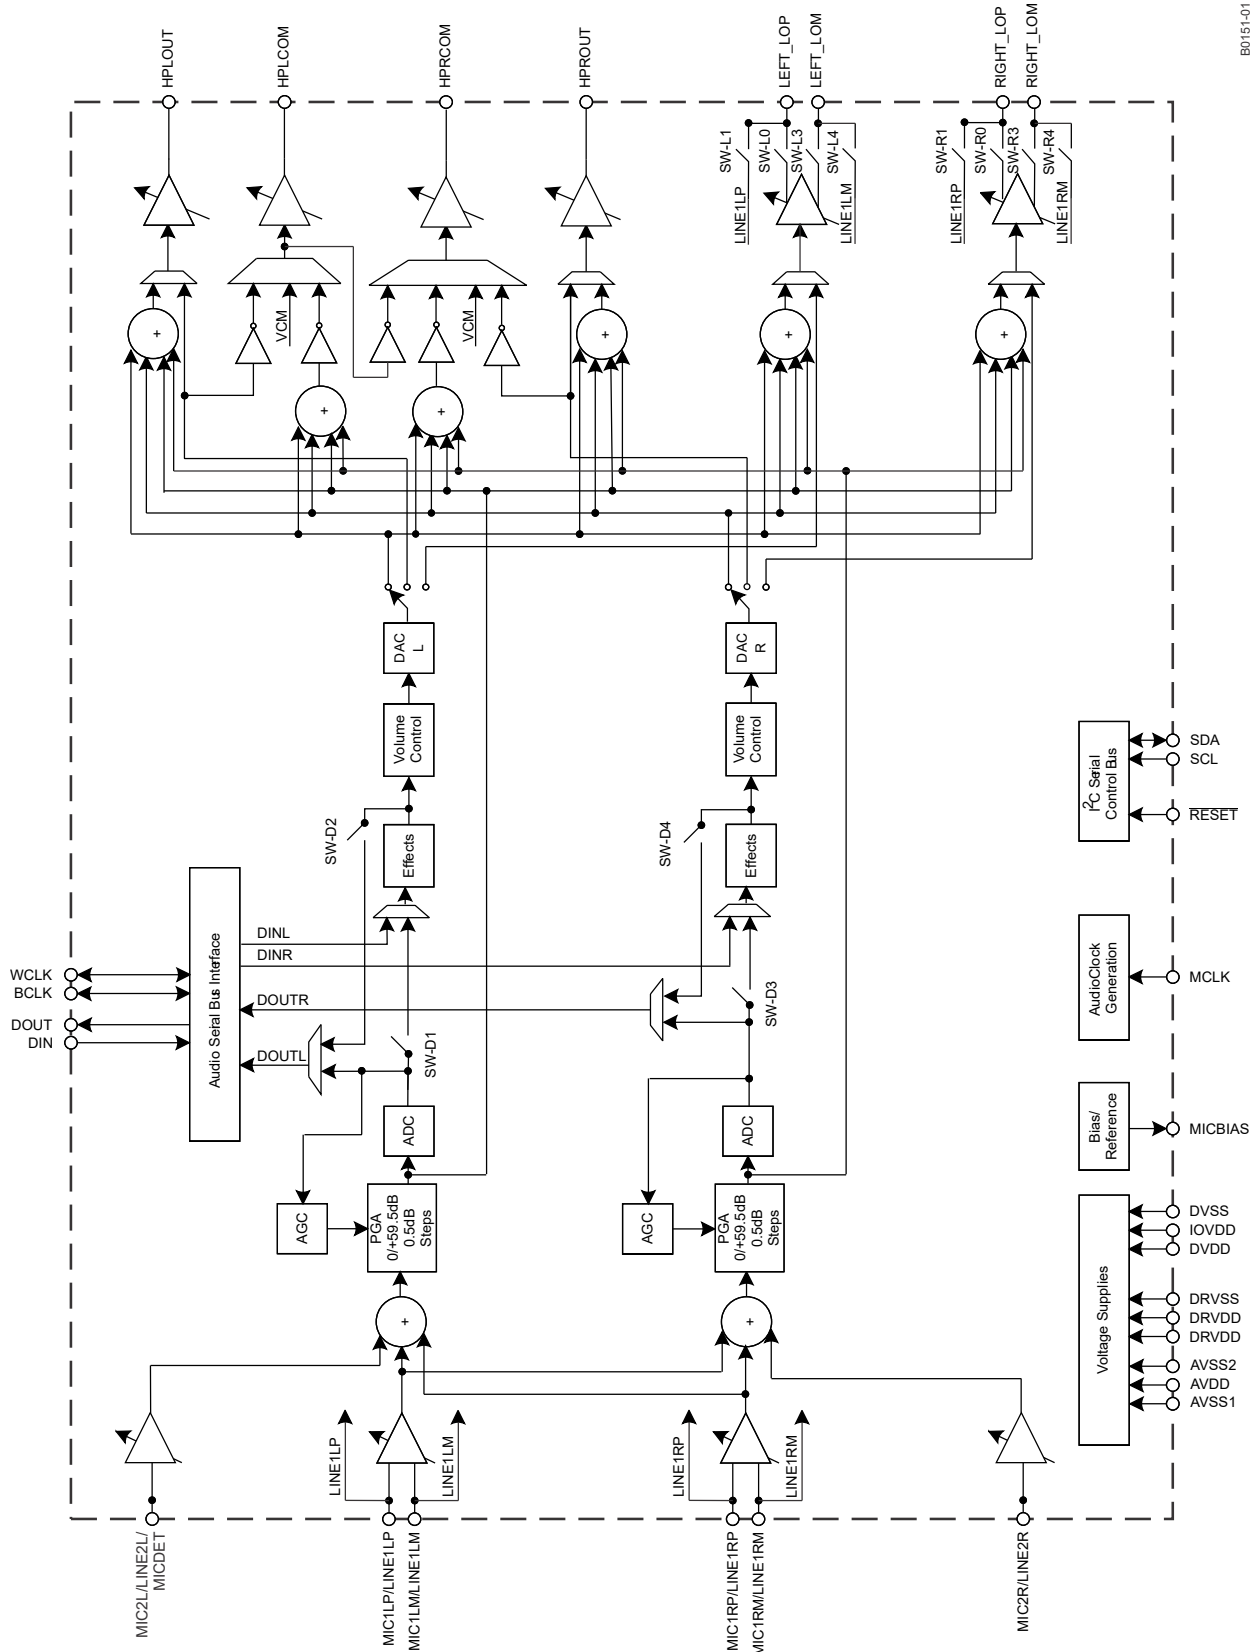 B0151-01
HPLOUT
HPLCOM
HPRCOM
HPROUT
LEFT_LOP
LEFT_LOM
RIGHT_LOP
RIGHT_LOM
SW-L1
SW-L0
SW-L3
SW-L4
LINE1LP
LINE1LM
SW-R1
SW-R0
SW-R3
SW-R4
LINE1RP
LINE1RM
VCM
VCM
+
+
+
+
+
+
DAC
L
DAC
R
Volume
Control
Volume
Control
SW-D2
Effects
SW-D4
Effects
I2C Serial
Control Bus
SDA
SCL
RESET
Audio Serial Bus Interface
WCLK
BCLK
DOUT
DIN
DINL
DINR
DOUTR
DOUTL
SW-D1
SW-D3
AudioClock
Generation
MCLK
ADC
ADC
Bias/
Reference
MICBIAS
AGC
PGA
0/+59.5dB
0.5dB
Steps
AGC
PGA
0/+59.5dB
0.5dB
Steps
+
+
Voltage Supplies
DVSS
IOVDD
DVDD
DRVSS
DRVDD
DRVDD
AVSS2
AVDD
AVSS1
LINE1LP
LINE1LM
LINE1RP
LINE1RM
MIC2L/LINE2L/
MICDET
MIC1LP/LINE1LP
MIC1LM/LINE1LM
MIC1RP/LINE1RP
MIC1RM/LINE1RM
MIC2R/LINE2R